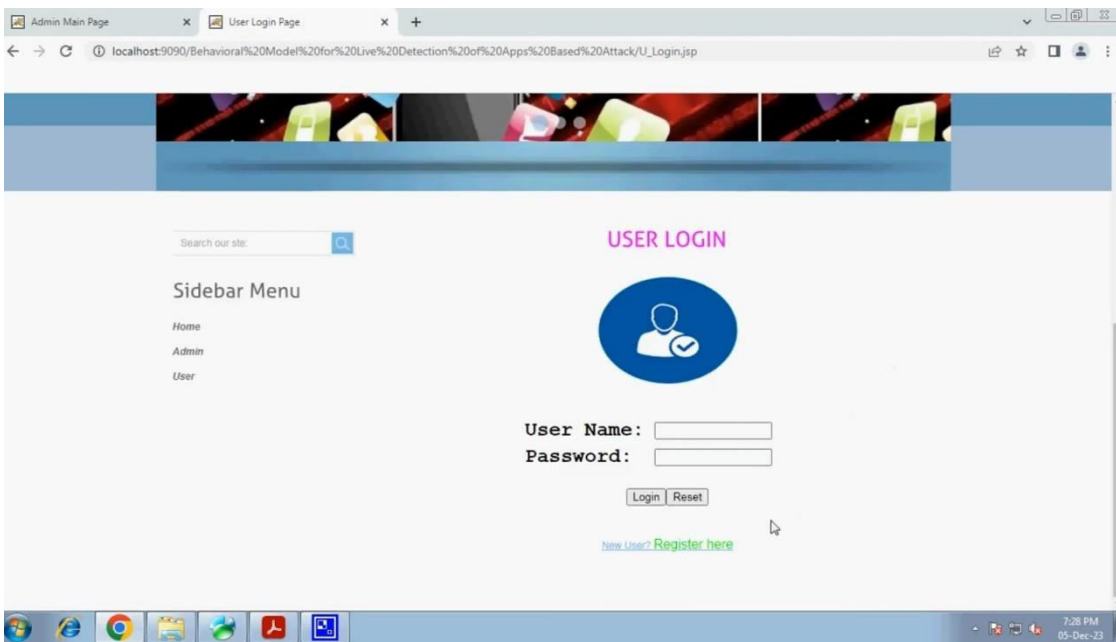 Admin Main Page
User Login Page
localhost:9090/Behavioral%20Model%20for%20Live%20Detection%20of%20Apps%20Based%20Attack/U_Login.jsp
Search our ste:
USER LOGIN
Sidebar Menu
Home
Admin
User
User Name:
Password:
Login Reset
New User? Register here
7:28 PM
05-Dec-23